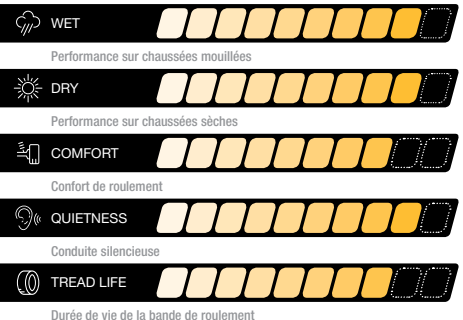 WET
Performance sur chaussées mouillées
DRY
Performance sur chaussées sèches
COMFORT
Confort de roulement
QUIETNESS
Conduite silencieuse
TREAD LIFE
Durée de vie de la bande de roulement